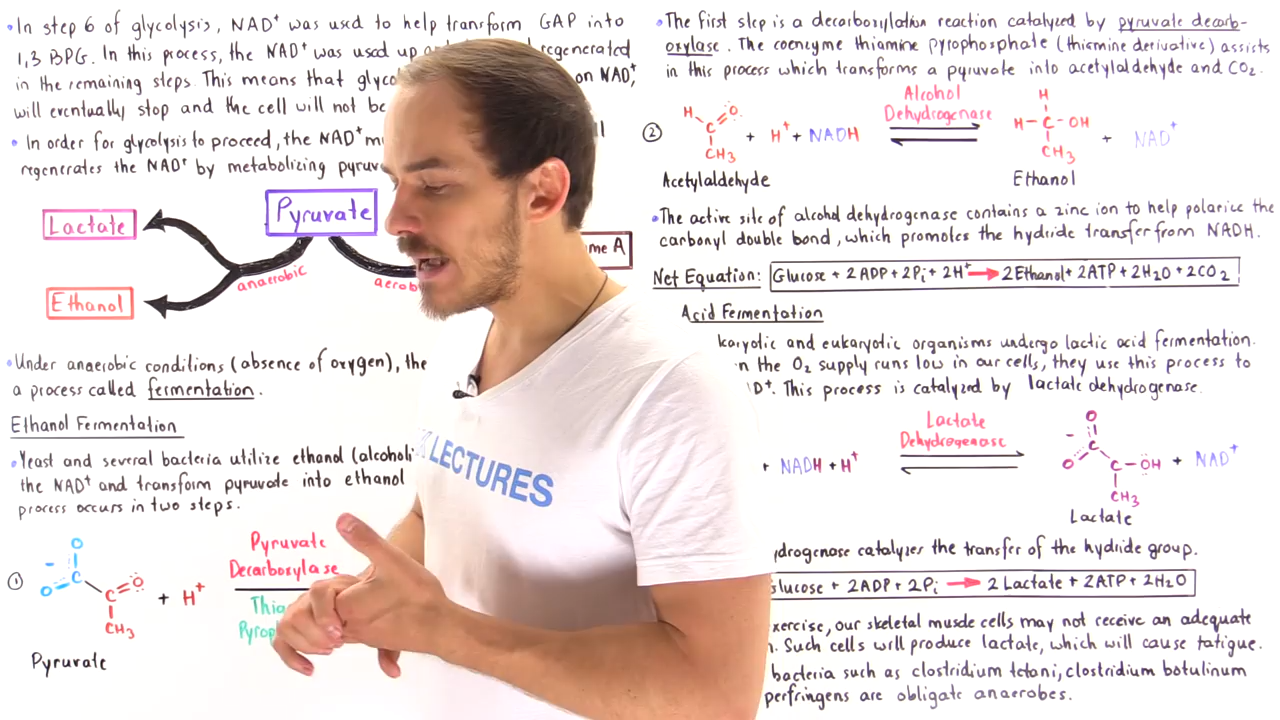 •In step 6 of glycolysis, NAD⁺ was used to help transform GAP into
1,3 BPG. In this process, the NAD⁺ was used up regenerated
in the remaining steps. This means that on NAD⁺,
will eventually stop and the cell will not be
• In order for glycolysis to proceed, the NAD⁺
regenerates the NAD⁺ by metabolizing
Pyruvate
Lactate
Ethanol
anaerobic
A
•Under anaerobic conditions (absence of oxygen), the
a process called fermentation.
Ethanol Fermentation
•Yeast and several bacteria utilize ethanol
the NAD⁺ and transform pyruvate into ethanol
process occurs in two steps.
① O O C C O CH₃ + H⁺
Pyruvate
Decarboxylase
Pyruvate
LECTURES
•The first step is a decarboxylation reaction catalyzed by pyruvate decarb-
oxylase. The coenzyme thiamine pyrophosphate (thiamine derivative) assists
in this process which transforms a pyruvate into acetylaldehyde and CO₂.
Alcohol
Dehydrogenase
② H C O CH₃ + H⁺ + NADH H H-C-OH CH₃ + NAD⁺
Acetylaldehyde Ethanol
•The active site of alcohol dehydrogenase contains a zinc ion to help polarize the
carbonyl double bond, which promotes the hydride transfer from NADH.
Net Equation: Glucose + 2ADP + 2Pi + 2H⁺ → 2Ethanol + 2ATP + 2H₂O + 2CO₂
Acid Fermentation
and eukaryotic organisms undergo lactic acid fermentation.
the O₂ supply runs low in our cells, they use this process to
This process is catalyzed by lactate dehydrogenase.
Lactate
Dehydrogenase
+ NADH + H⁺ O O C C-OH CH₃ + NAD⁺
Lactate
catalyzes the transfer of the hydride group.
+ 2ADP + 2Pi → 2 Lactate + 2ATP + 2H₂O
our skeletal muscle cells may not receive an adequate
Such cells will produce lactate, which will cause fatigue.
bacteria such as clostridium tetani, clostridium botulinum
perfringens are obligate anaerobes.